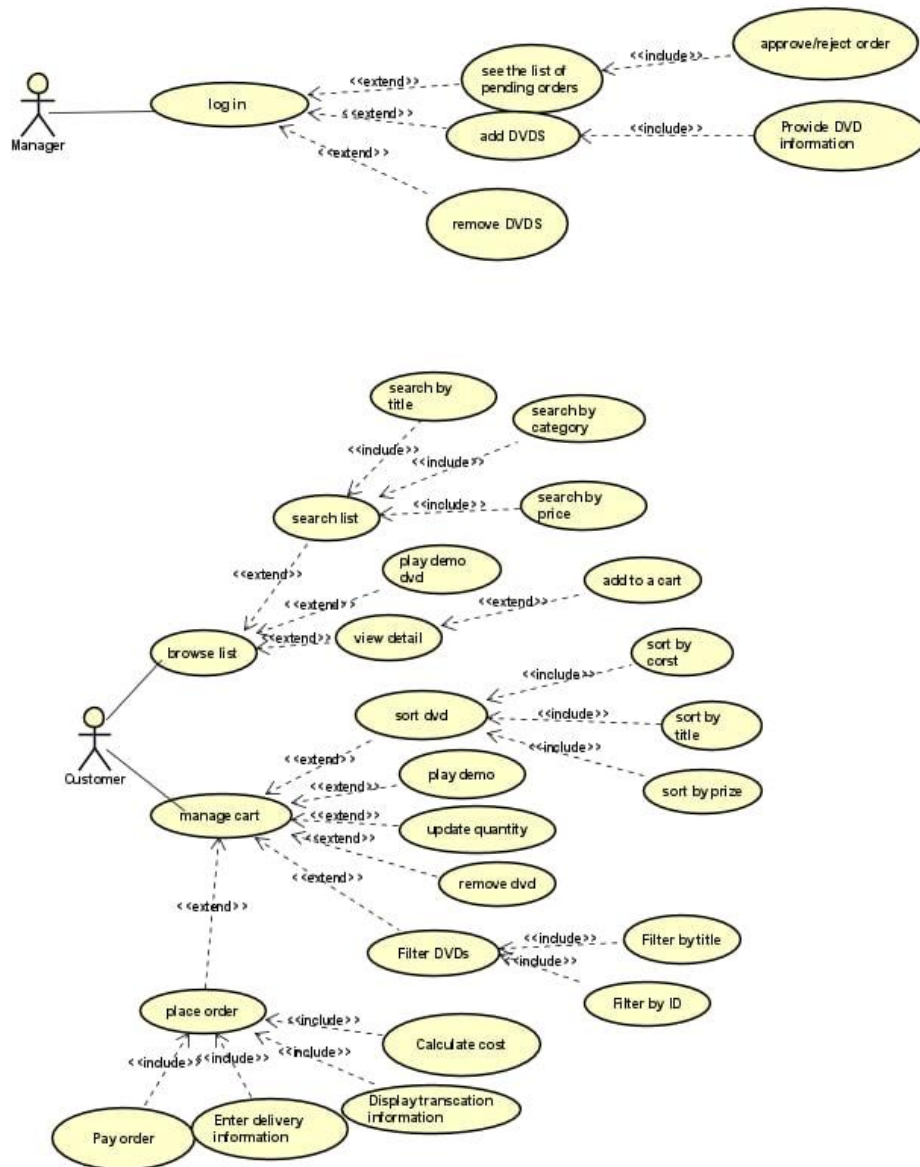 approve/reject order
<<include>>
see the list of
pending orders
<<extend>>
log in
Manager
<<extend>>
add DVDS
<<include>>
Provide DVD
information
<<extend>>
remove DVDS
search by
title
search by
category
<<include>>
<<include>>
<<include>>
search by
price
search list
play demo
dvd
<<extend>>
add to a cart
<<extend>>
<<extend>>
<<extend>>
view detail
browse list
sort by
corst
<<include>>
sort dvd
<<include>>
sort by
title
<<include>>
sort by prize
Customer
<<extend>>
play demo
<<extend>>
manage cart
<<extend>>
update quantity
<<extend>>
remove dvd
<<extend>>
<<extend>>
Filter DVDs
<<include>>
Filter by title
<<include>>
Filter by ID
place order
<<include>>
Calculate cost
<<include>>
<<include>>
<<include>>
Display transcation
information
Enter delivery
information
Pay order